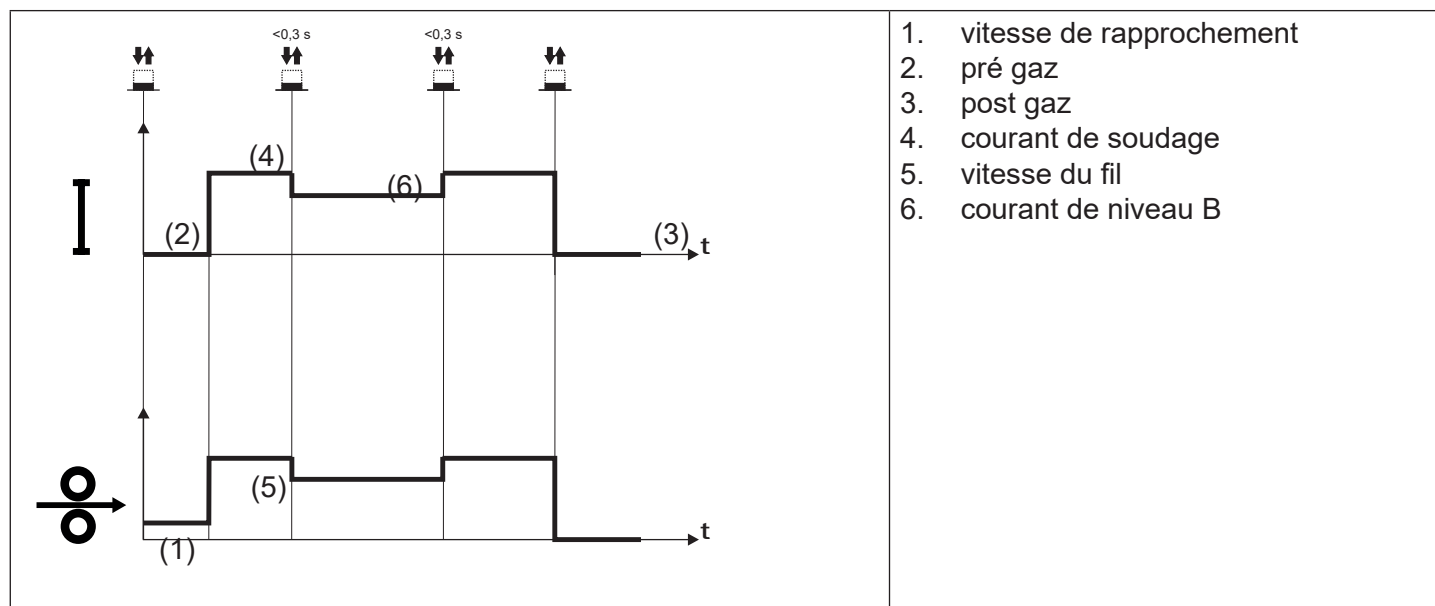 <0,3 s
<0,3 s
(4)
(6)
(2)
(3)
t
(5)
t
(1)
1. vitesse de rapprochement
2. pré gaz
3. post gaz
4. courant de soudage
5. vitesse du fil
6. courant de niveau B